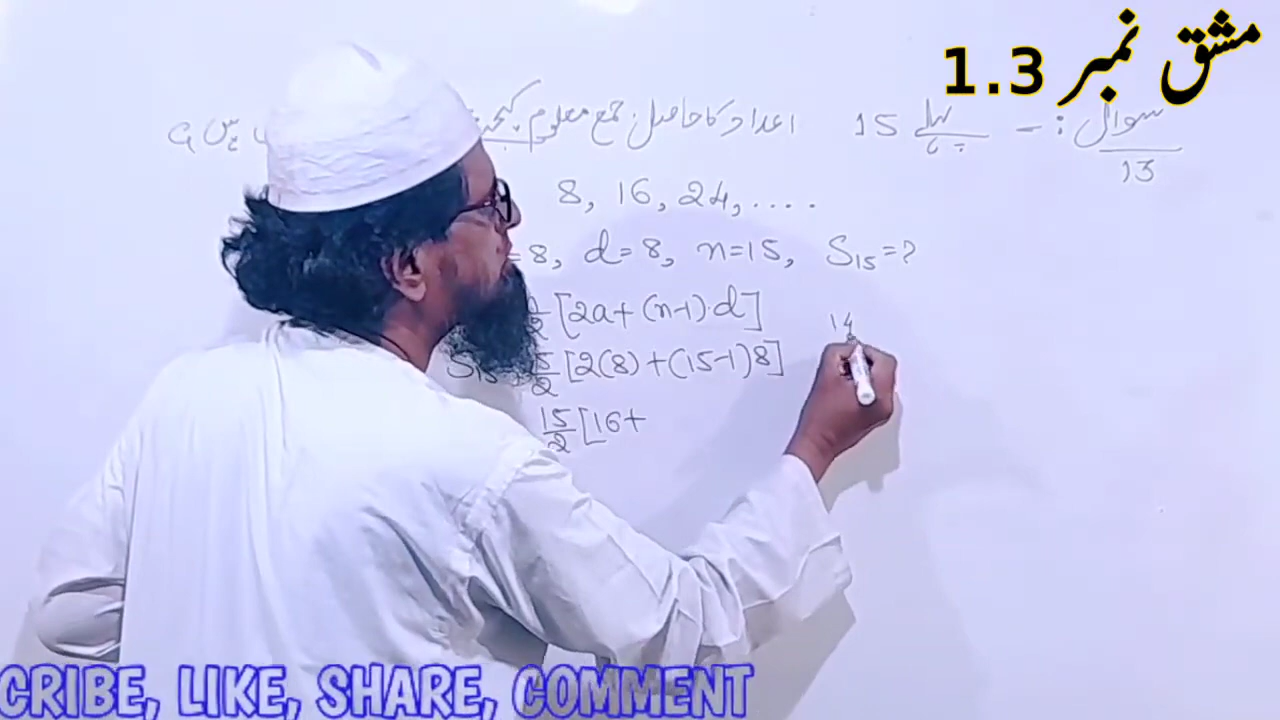 مشق نمبر 1.3
سوال :- پہلے 15 اعداد کا حاصل جمع معلوم کیجئے
13
8, 16, 24, ....
=8, d=8, n=15, S₁₅=?
[2a+(n-1)·d]
S₁₅ 15/2 [2(8)+(15-1)8]
14
15/2 [16+
CRIBE, LIKE, SHARE, COMMENT